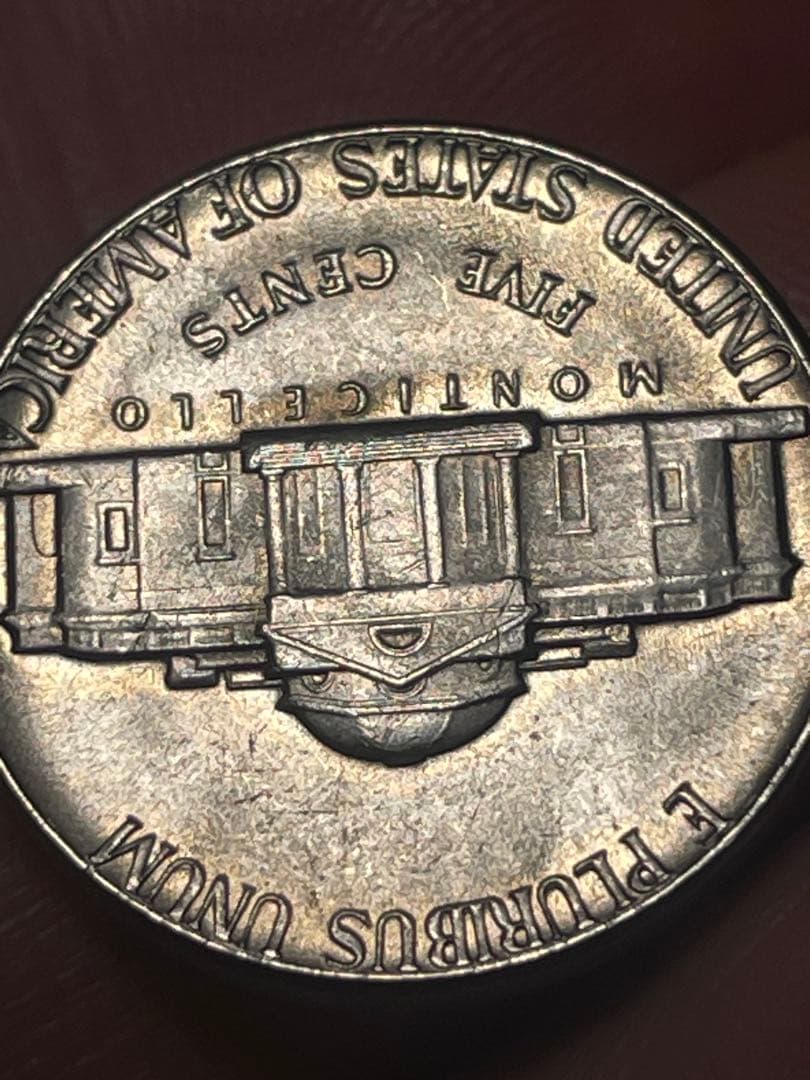 E PLURIBUS UNUM
MONTICELLO
FIVE CENTS
UNITED STATES OF AMERICA